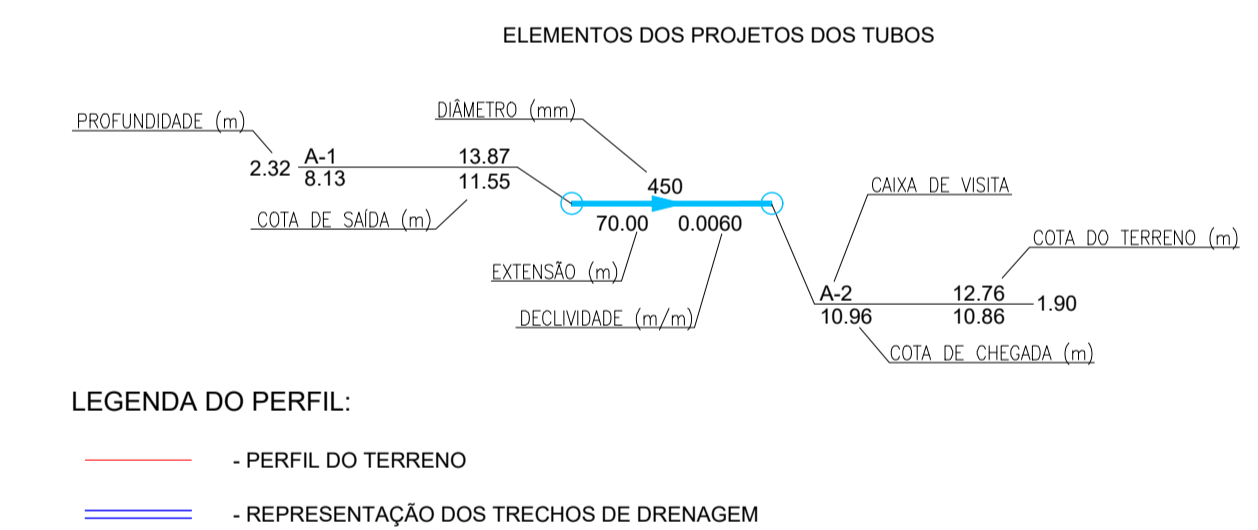 ELEMENTOS DOS PROJETOS DOS TUBOS
PROFUNDIDADE (m)
DIÂMETRO (mm)
2.32
A-1
8.13
13.87
11.55
COTA DE SAÍDA (m)
450
70.00
0.0060
CAIXA DE VISITA
COTA DO TERRENO (m)
EXTENSÃO (m)
DECLIVIDADE (m/m)
A-2
10.96
12.76
10.86
1.90
COTA DE CHEGADA (m)
LEGENDA DO PERFIL:
- PERFIL DO TERRENO
- REPRESENTAÇÃO DOS TRECHOS DE DRENAGEM